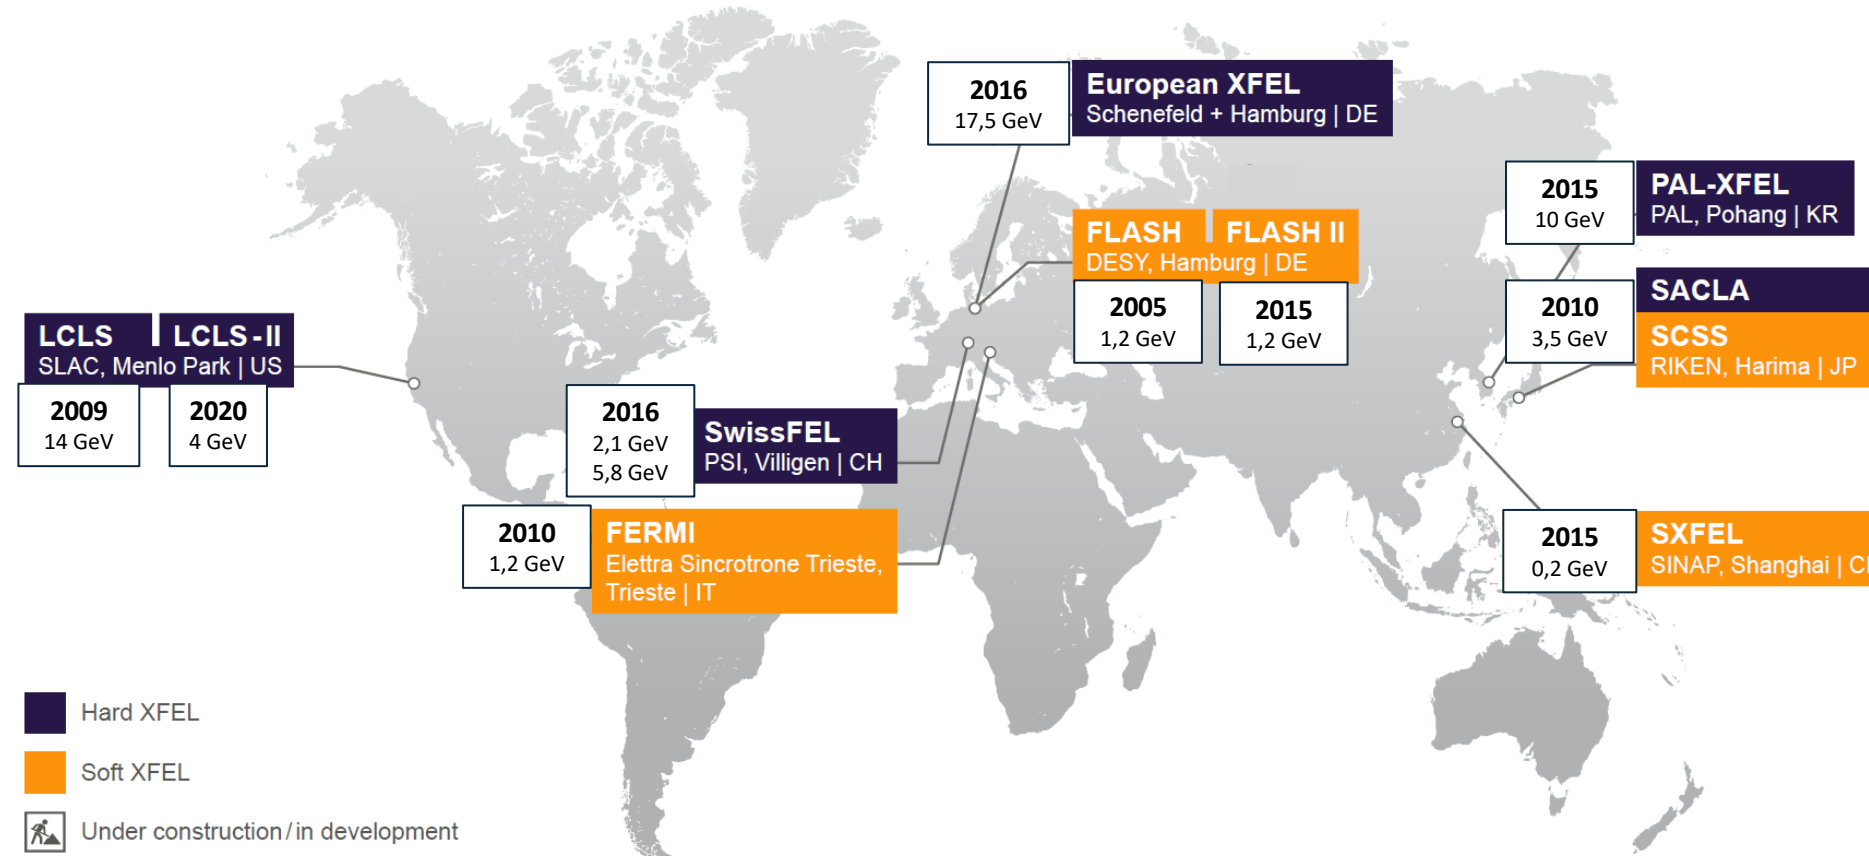 2016
17,5 GeV
European XFEL
Schenefeld + Hamburg | DE
2015
10 GeV
PAL-XFEL
PAL, Pohang | KR
FLASH
FLASH II
DESY, Hamburg | DE
2005
1,2 GeV
2015
1,2 GeV
2010
3,5 GeV
SACLA
SCSS
RIKEN, Harima | JP
LCLS
LCLS-II
SLAC, Menlo Park | US
2009
14 GeV
2020
4 GeV
2016
2,1 GeV
5,8 GeV
SwissFEL
PSI, Villigen | CH
2010
1,2 GeV
FERMI
Elettra Sincrotrone Trieste,
Trieste | IT
2015
0,2 GeV
SXFEL
SINAP, Shanghai |
Hard XFEL
Soft XFEL
Under construction/in development